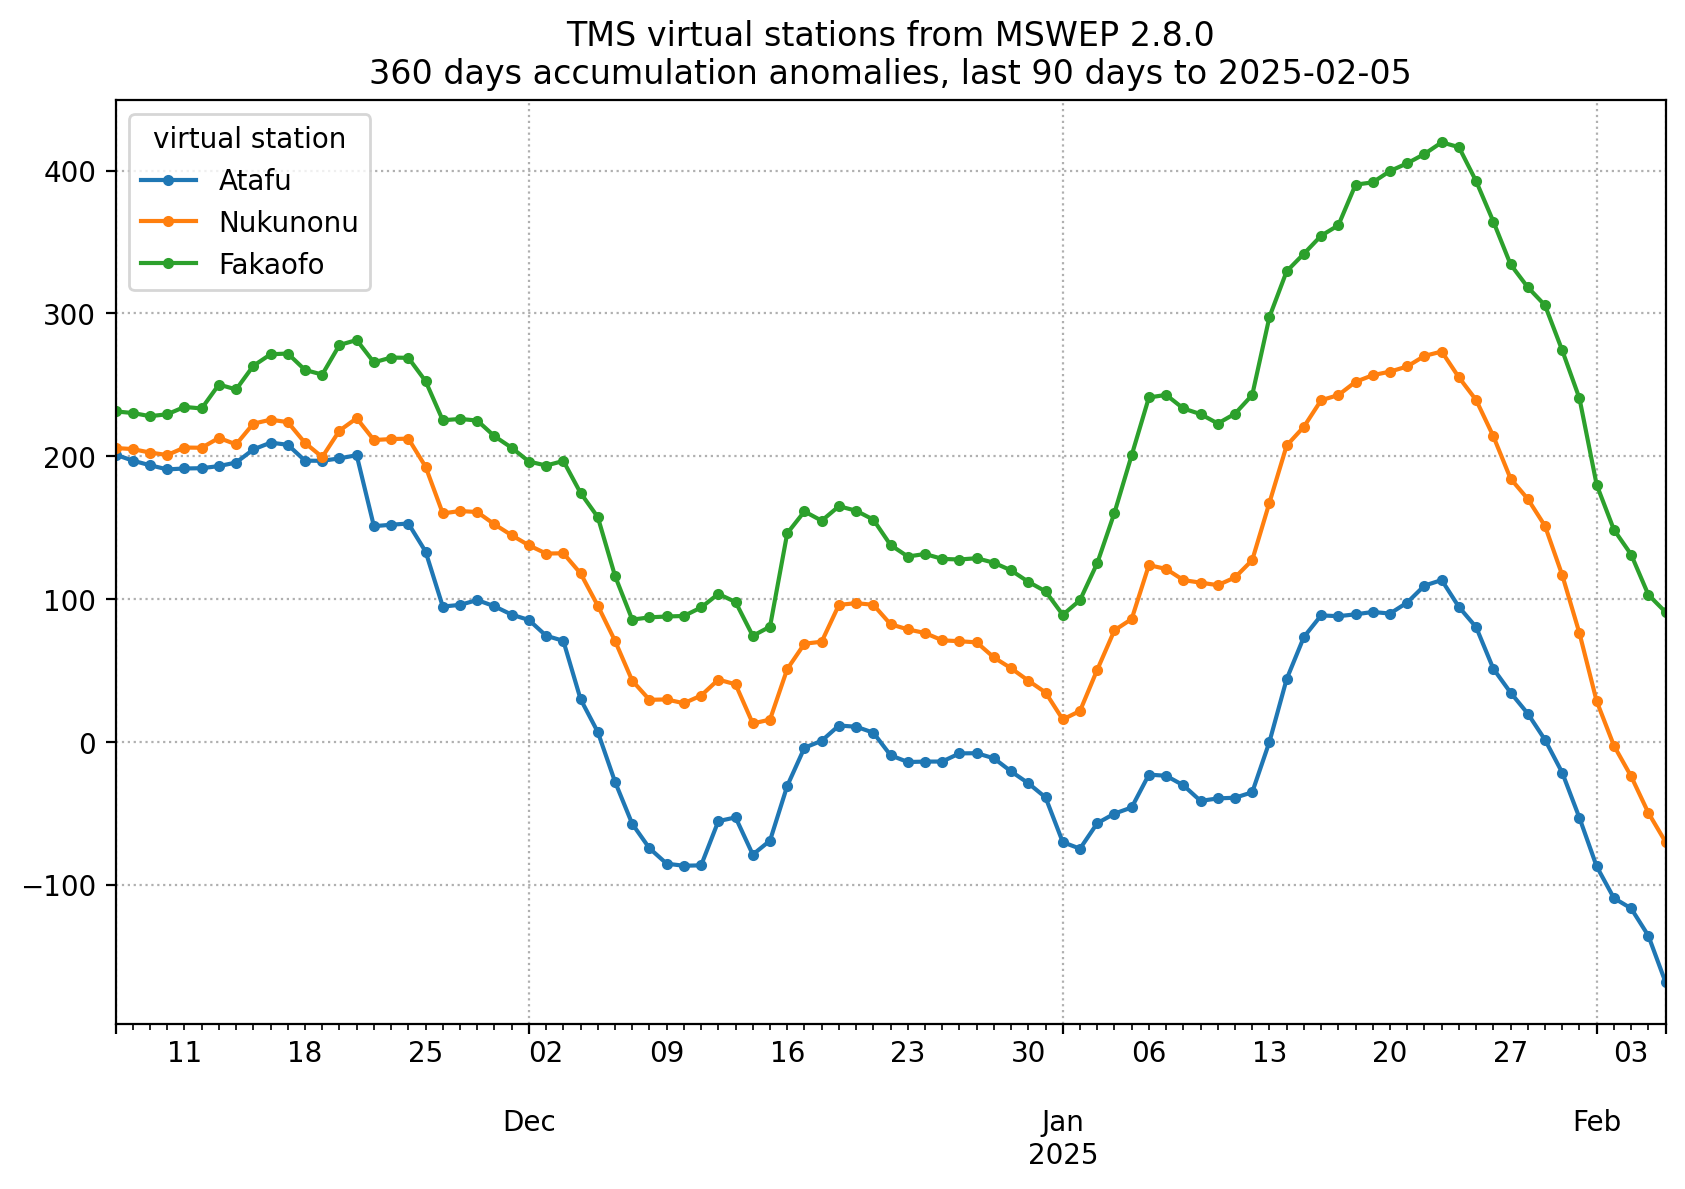 TMS virtual stations from MSWEP 2.8.0
360 days accumulation anomalies, last 90 days to 2025-02-05
virtual station
Atafu
Nukunonu
Fakaofo
400
300
200
100
0
−100
11 18 25 02 09 16 23 30 06 13 20 27 03
Dec Jan Feb
2025